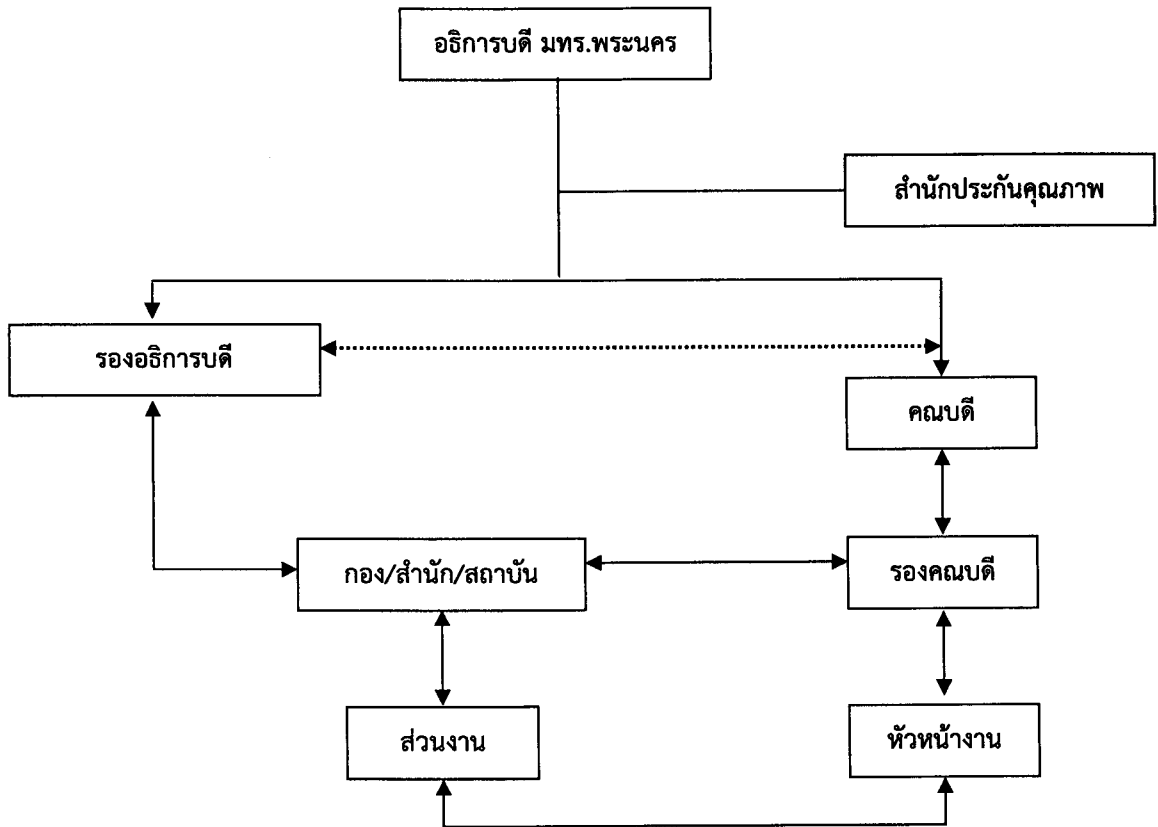 อธิการบดี มทร.พระนคร
สำนักประกันคุณภาพ
รองอธิการบดี
คณบดี
กอง/สำนัก/สถาบัน
รองคณบดี
ส่วนงาน
หัวหน้างาน